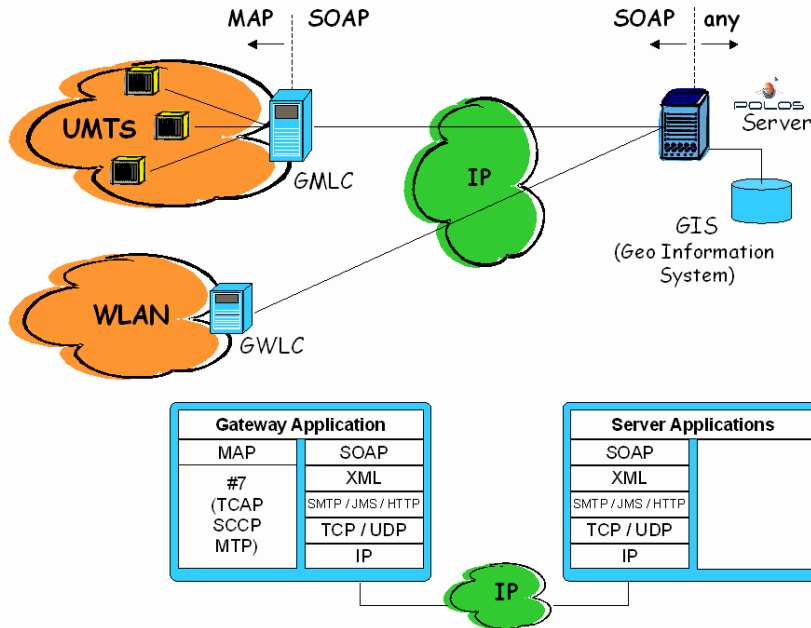 MAP SOAP
SOAP any
UMTS
GMLC
IP
POLOS
Server
GIS
(Geo Information
System)
WLAN
GWLC
Gateway Application
MAP
#7
(TCAP
SCCP
MTP)
SOAP
XML
SMTP / JMS / HTTP
TCP / UDP
IP
Server Applications
SOAP
XML
SMTP / JMS / HTTP
TCP / UDP
IP
IP